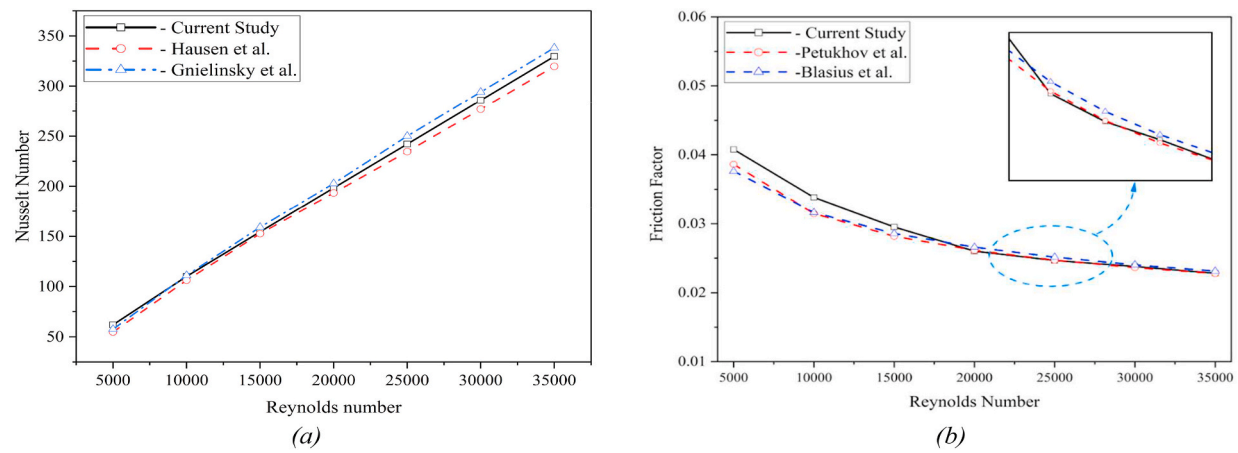 - Current Study
- Hausen et al.
- Gnielinsky et al.
Nusselt Number
350
300
250
200
150
100
50
5000 10000 15000 20000 25000 30000 35000
Reynolds number
(a)
- Current Study
-Petukhov et al.
-Blasius et al.
Friction Factor
0.06
0.05
0.04
0.03
0.02
0.01
5000 10000 15000 20000 25000 30000 35000
Reynolds Number
(b)